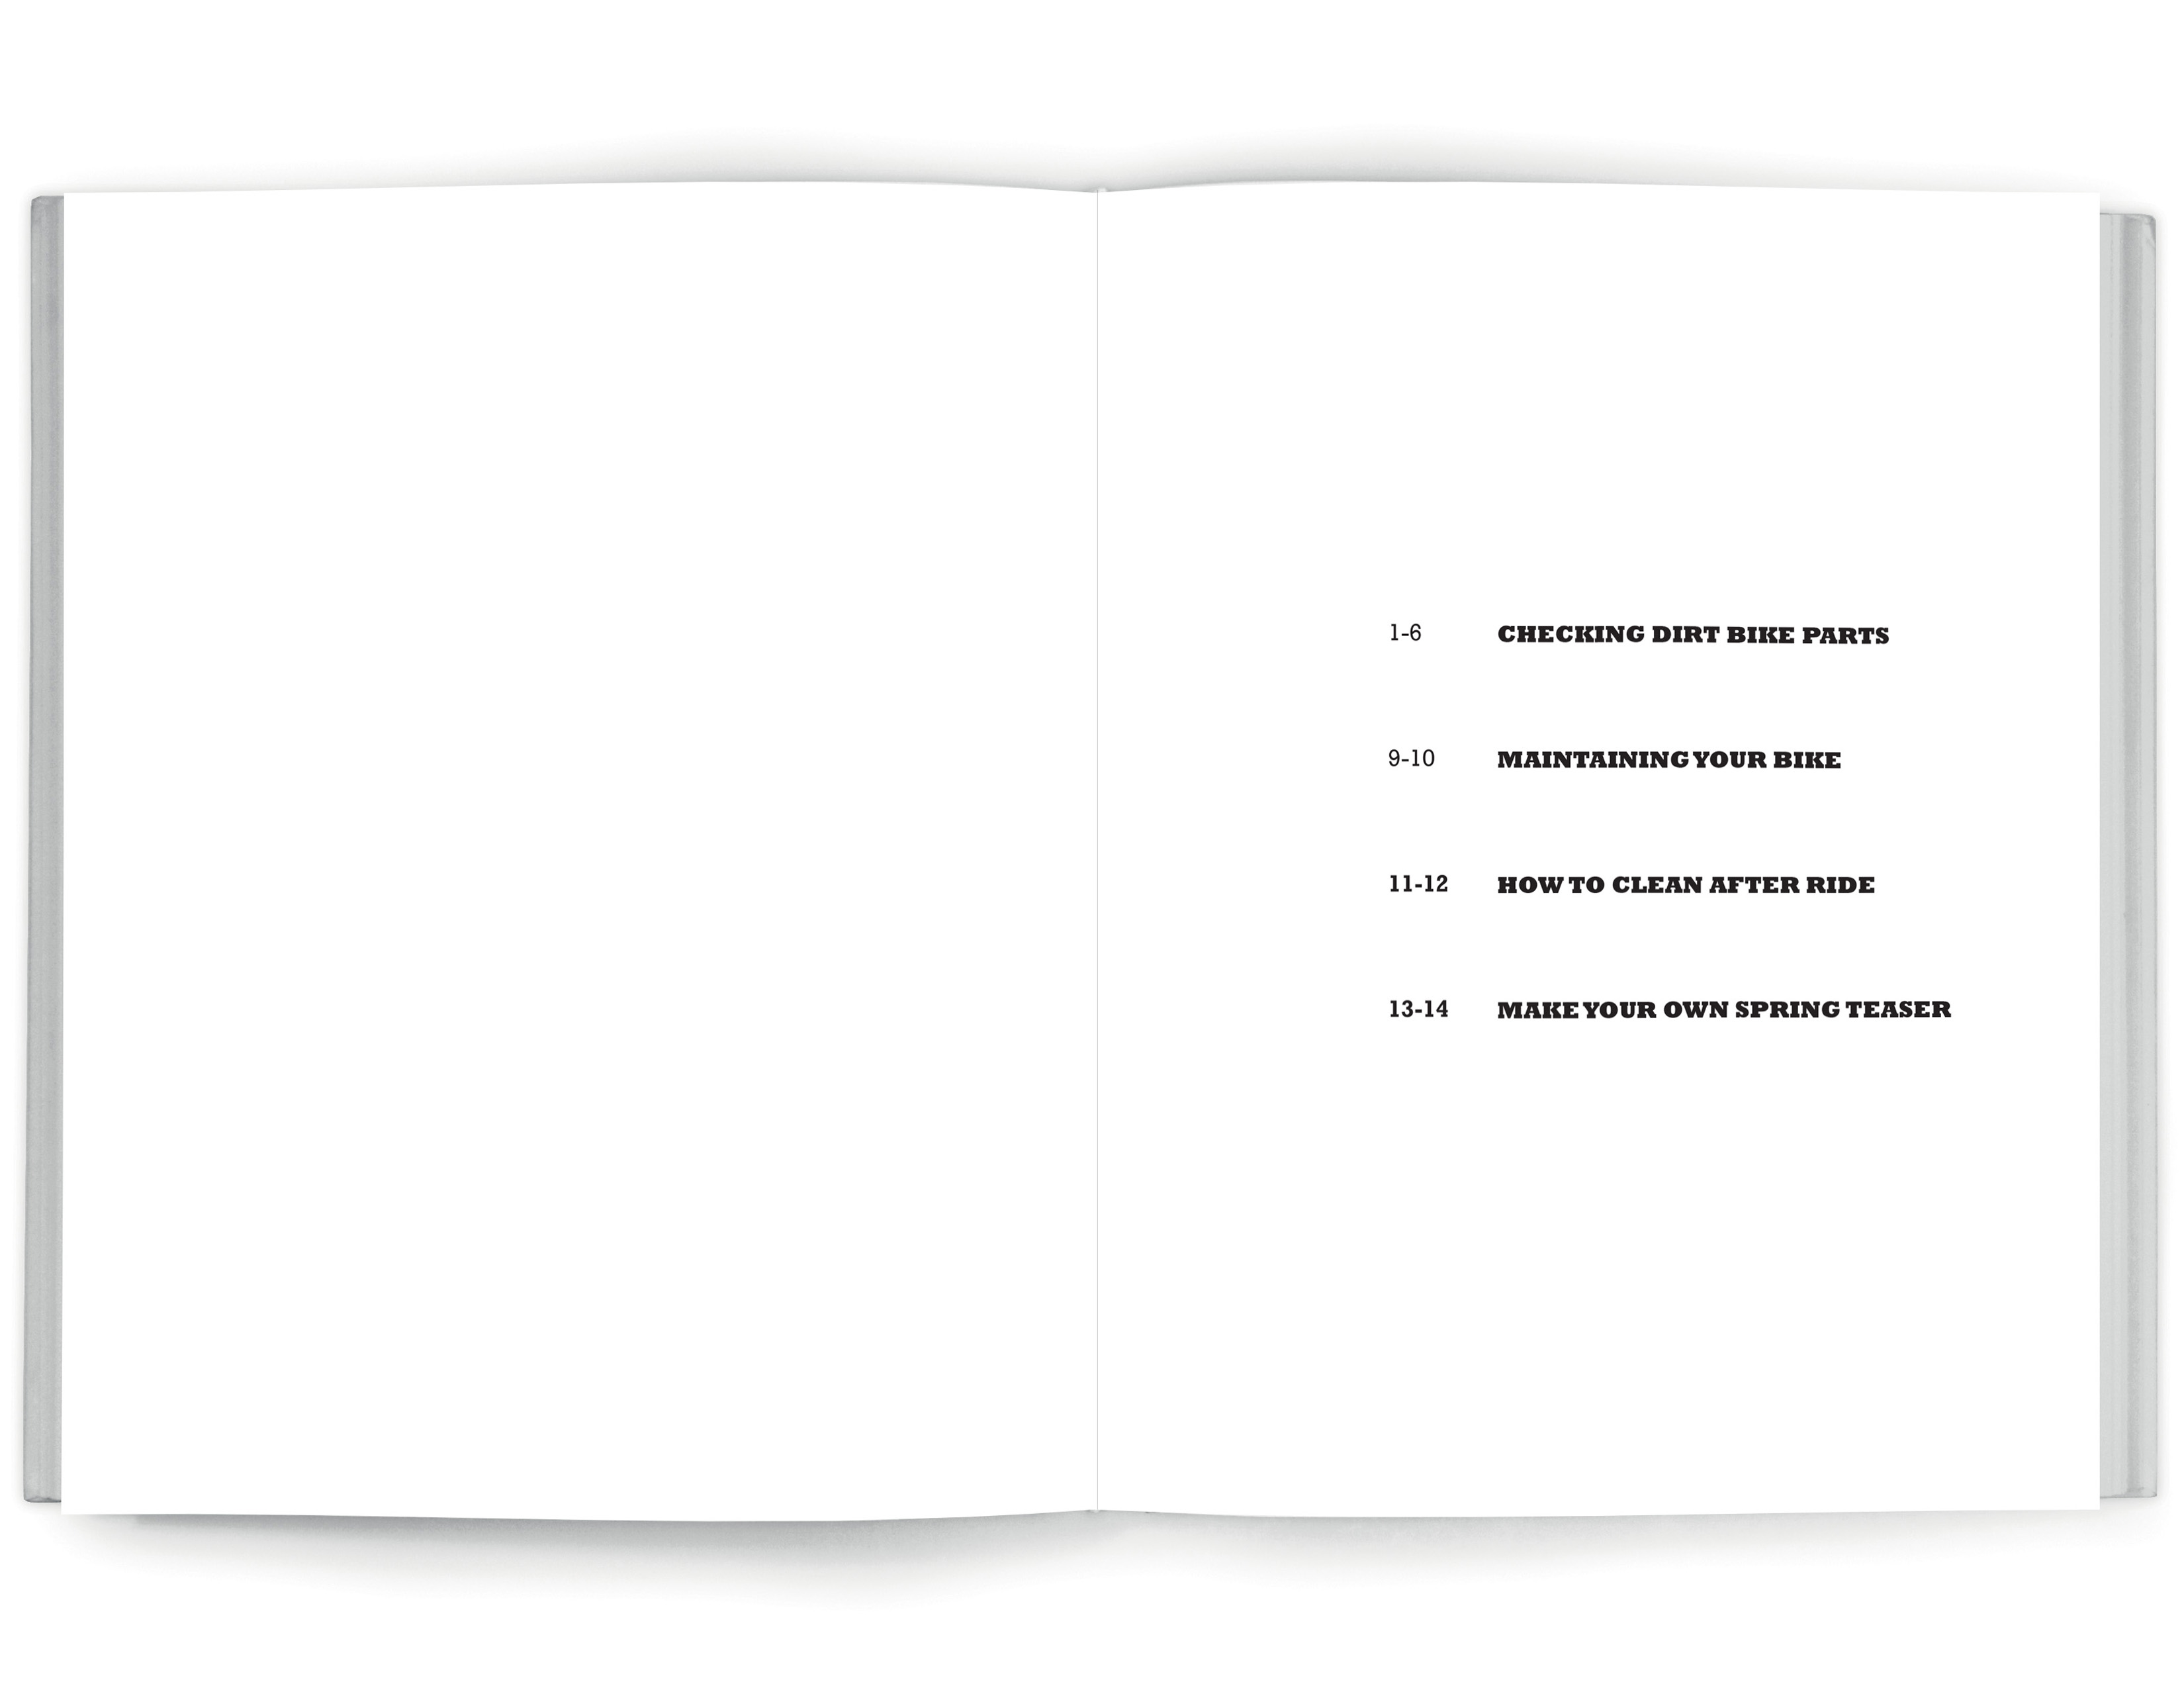 1-6 CHECKING DIRT BIKE PARTS
9-10 MAINTAINING YOUR BIKE
11-12 HOW TO CLEAN AFTER RIDE
13-14 MAKE YOUR OWN SPRING TEASER